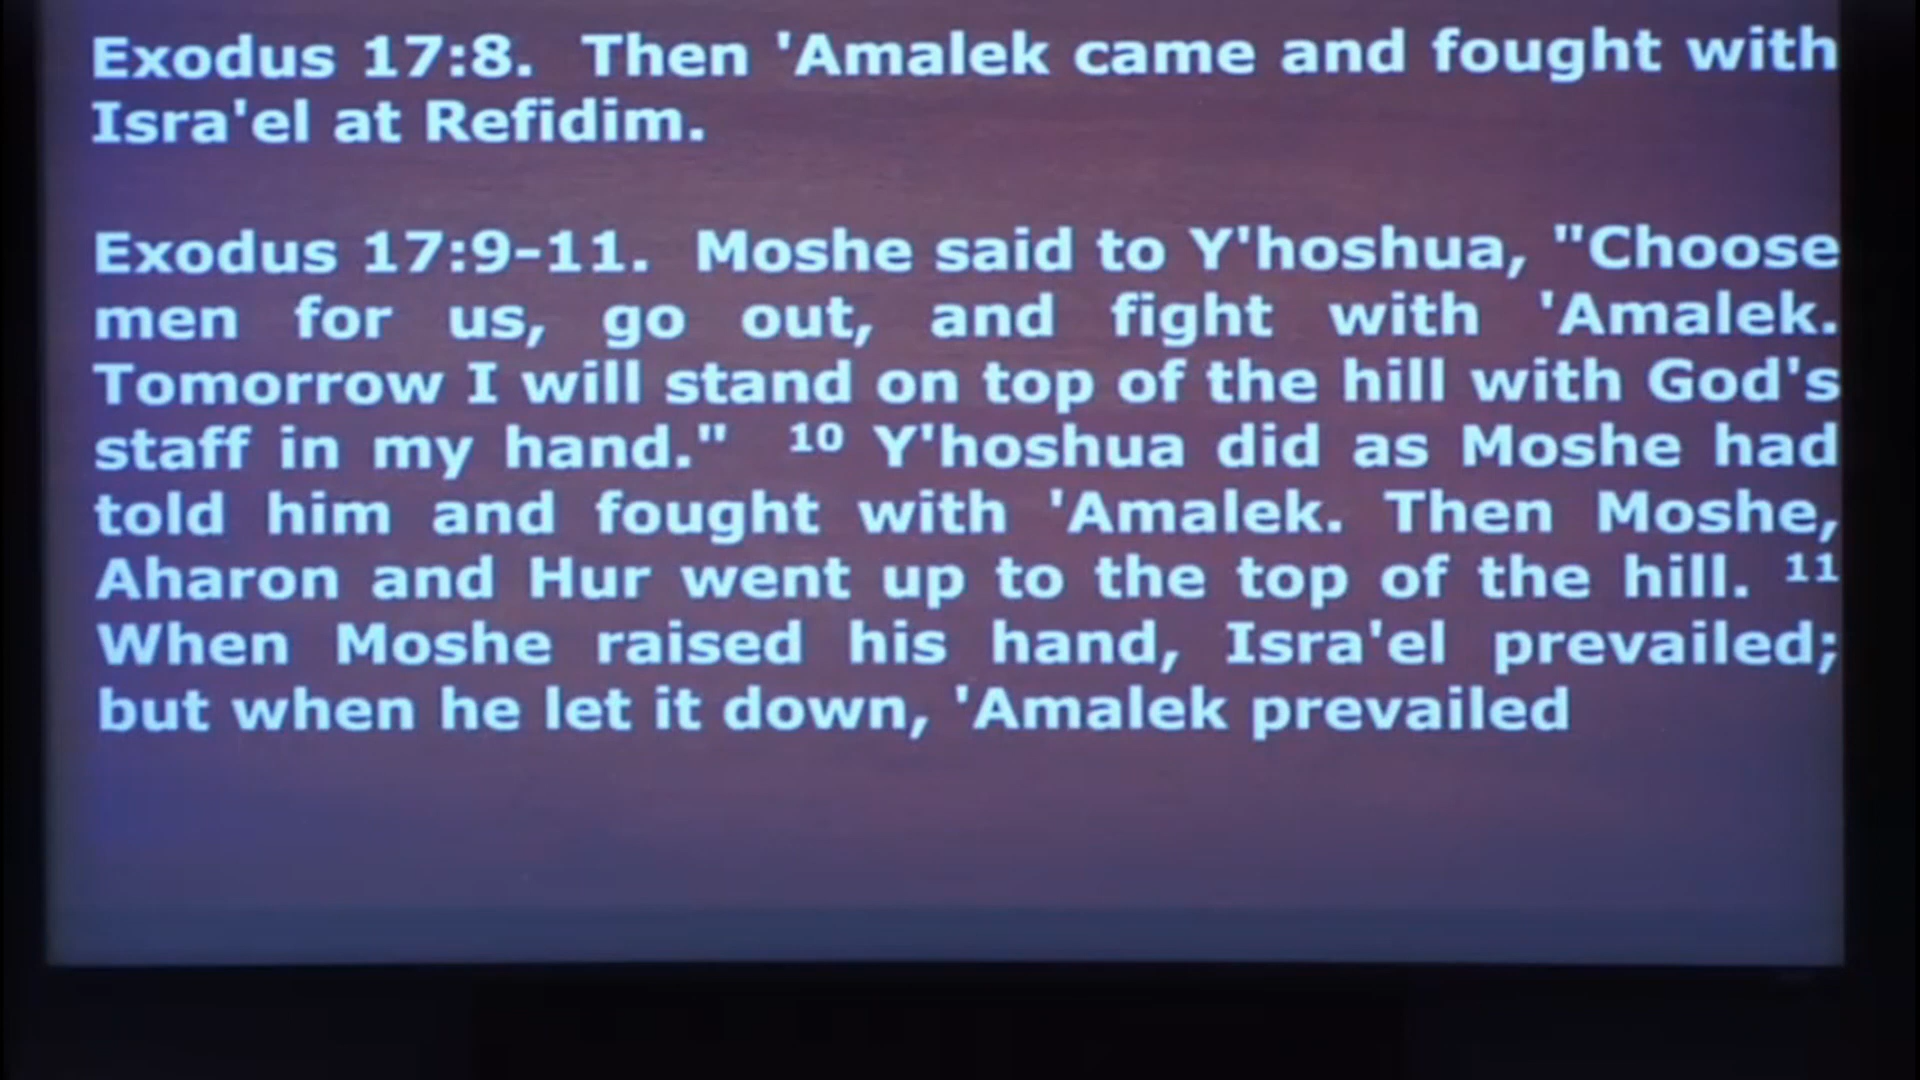 Exodus 17:8. Then 'Amalek came and fought with
Isra'el at Refidim.
Exodus 17:9-11. Moshe said to Y'hoshua, "Choose
men for us, go out, and fight with 'Amalek.
Tomorrow I will stand on top of the hill with God's
staff in my hand." 10 Y'hoshua did as Moshe had
told him and fought with 'Amalek. Then Moshe,
Aharon and Hur went up to the top of the hill. 11
When Moshe raised his hand, Isra'el prevailed;
but when he let it down, 'Amalek prevailed